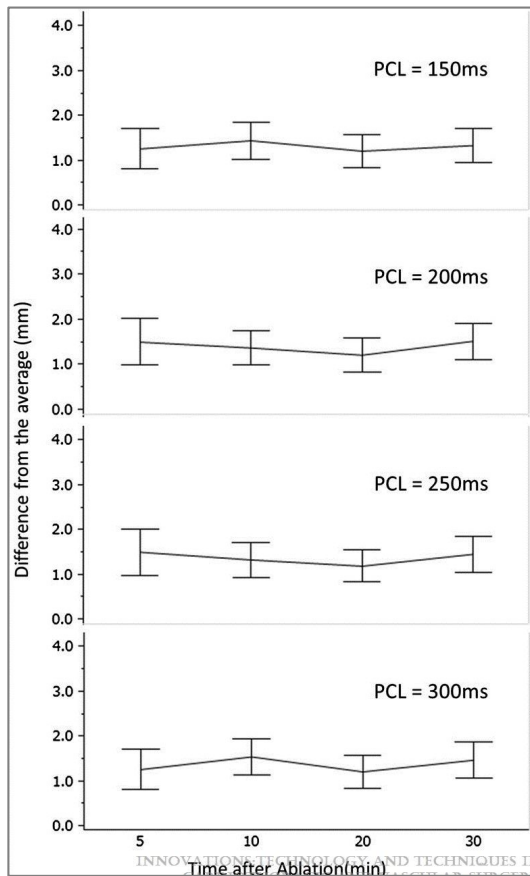 4.0
3.0
PCL = 150ms
2.0
1.0
0.0
4.0
3.0
PCL = 200ms
2.0
1.0
0.0
Difference from the average (mm)
4.0
3.0
PCL = 250ms
2.0
1.0
0.0
4.0
3.0
PCL = 300ms
2.0
1.0
0.0
5 10 20 30
Time after Ablation(min)
INNOVATIONS: TECHNOLOGY AND TECHNIQUES